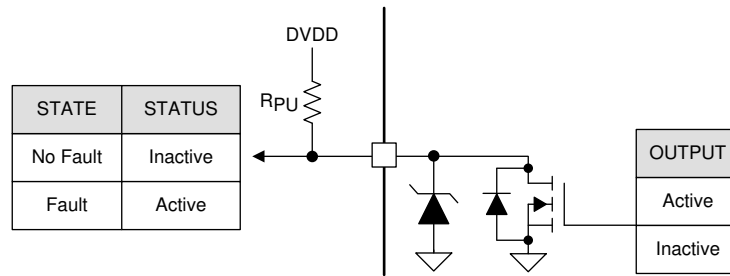 DVDD
RPU
STATE STATUS
No Fault Inactive
Fault Active
OUTPUT
Active
Inactive